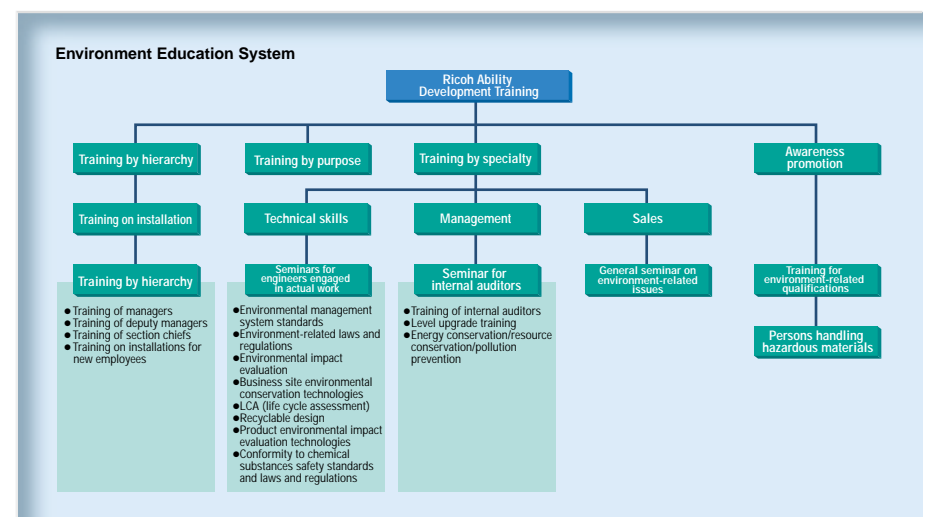 Environment Education System
Ricoh Ability
Development Training
Training by hierarchy
Training by purpose
Training by specialty
Awareness
promotion
Training on installation
Technical skills
Management
Sales
Training by hierarchy
Seminars for
engineers engaged
in actual work
Seminar for
internal auditors
General seminar on
environment-related
issues
Training for
environment-related
qualifications
Persons handling
hazardous materials
●Training of managers
●Training of deputy managers
●Training of section chiefs
●Training on installations for
new employees
●Environmental management
system standards
●Environment-related laws and
regulations
●Environmental impact
evaluation
●Business site environmental
conservation technologies
●LCA (life cycle assessment)
●Recyclable design
●Product environmental impact
evaluation technologies
●Conformity to chemical
substances safety standards
and laws and regulations
●Training of internal auditors
●Level upgrade training
●Energy conservation/resource
conservation/pollution
prevention